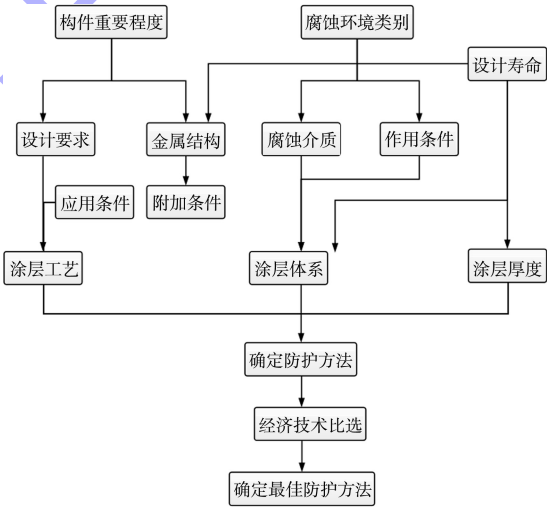 构件重要程度
腐蚀环境类别
设计寿命
设计要求
金属结构
腐蚀介质
作用条件
应用条件
附加条件
涂层工艺
涂层体系
涂层厚度
确定防护方法
经济技术比选
确定最佳防护方法